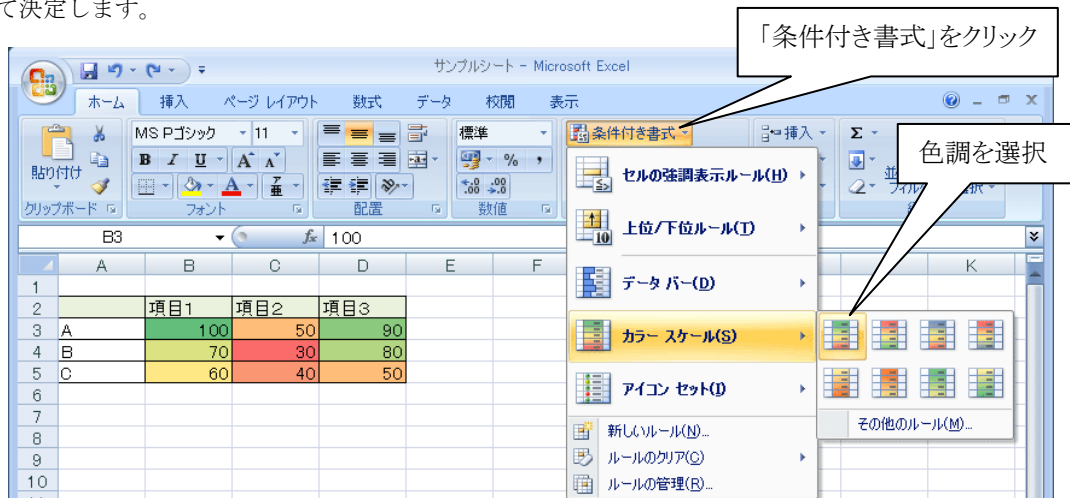 て決定します。
「条件付き書式」をクリック
サンプルシート - Microsoft Excel
ホーム 挿入 ページ レイアウト 数式 データ 校閲 表示
MS Pゴシック 11 標準 条件付き書式 挿入 Σ
色調を選択
B I U A A % ,
貼り付け
A 亜 .0 .00 .00 .0
クリップボード フォント 配置 数値
セルの強調表示ルール(H)
上位/下位ルール(T)
データ バー(D)
カラー スケール(S)
アイコン セット(I)
新しいルール(N)...
ルールのクリア(C)
ルールの管理(R)...
その他のルール(M)...
B3 fx 100
A B C D E F K
1
2 項目1 項目2 項目3
3 A 100 50 90
4 B 70 30 80
5 C 60 40 50
6
7
8
9
10